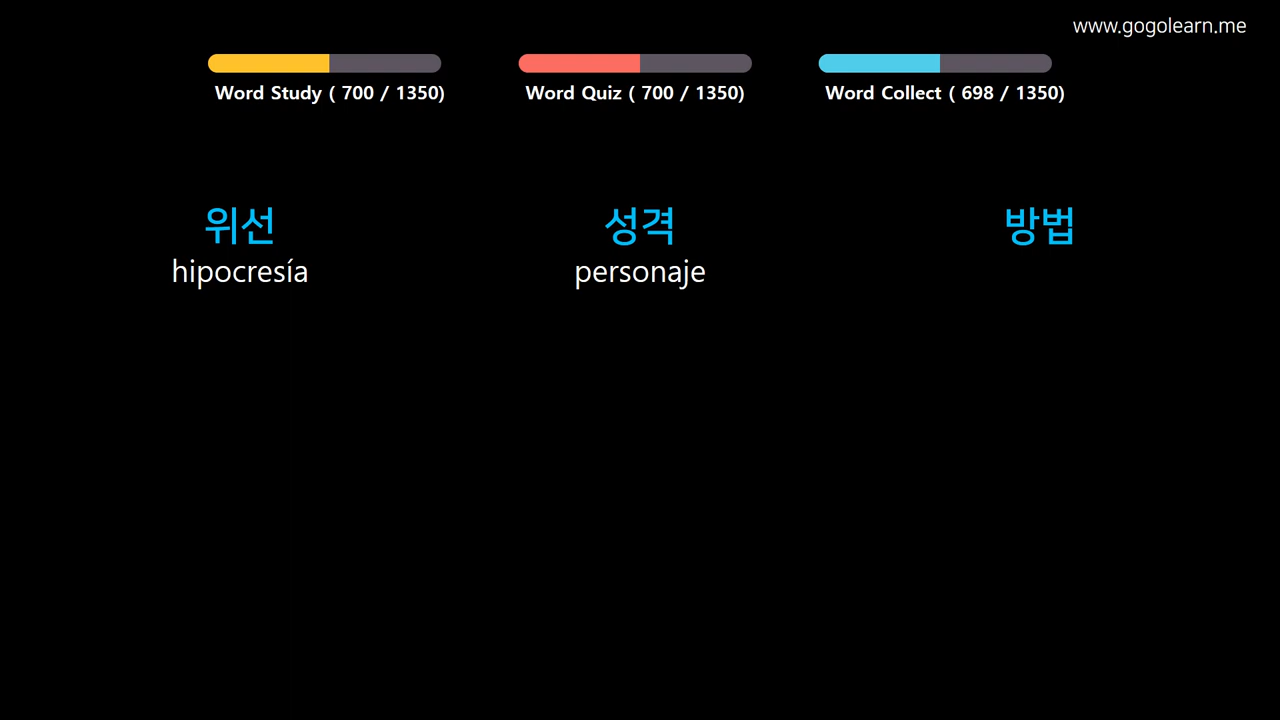 www.gogolearn.me
Word Study ( 700 / 1350)
Word Quiz ( 700 / 1350)
Word Collect ( 698 / 1350)
위선
hipocresía
성격
personaje
방법